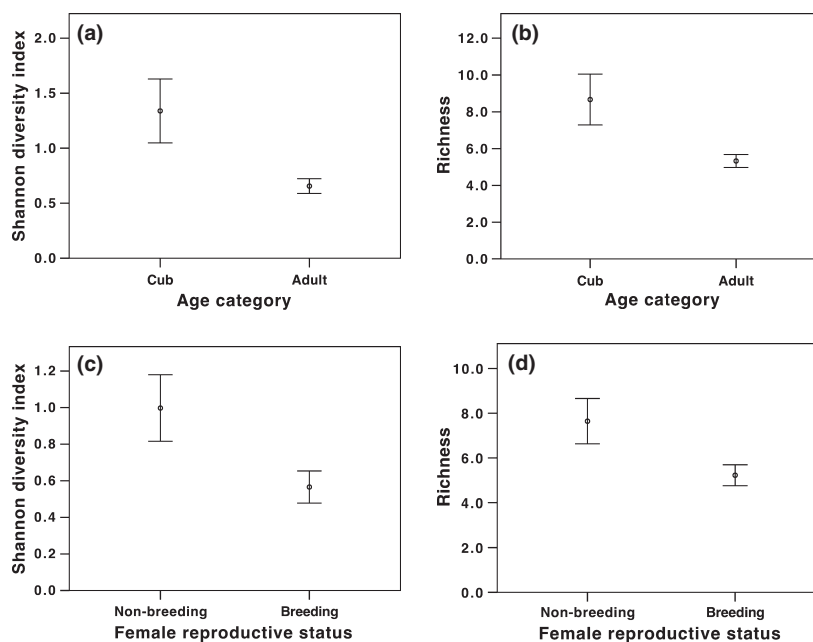 (a)
Shannon diversity index
2.0
1.5
1.0
0.5
0.0
Cub
Adult
Age category
(b)
Richness
12.0
10.0
8.0
6.0
4.0
2.0
0.0
Cub
Adult
Age category
(c)
Shannon diversity index
1.2
1.0
0.8
0.6
0.4
0.2
0.0
Non-breeding
Breeding
Female reproductive status
(d)
Richness
10.0
8.0
6.0
4.0
2.0
0.0
Non-breeding
Breeding
Female reproductive status